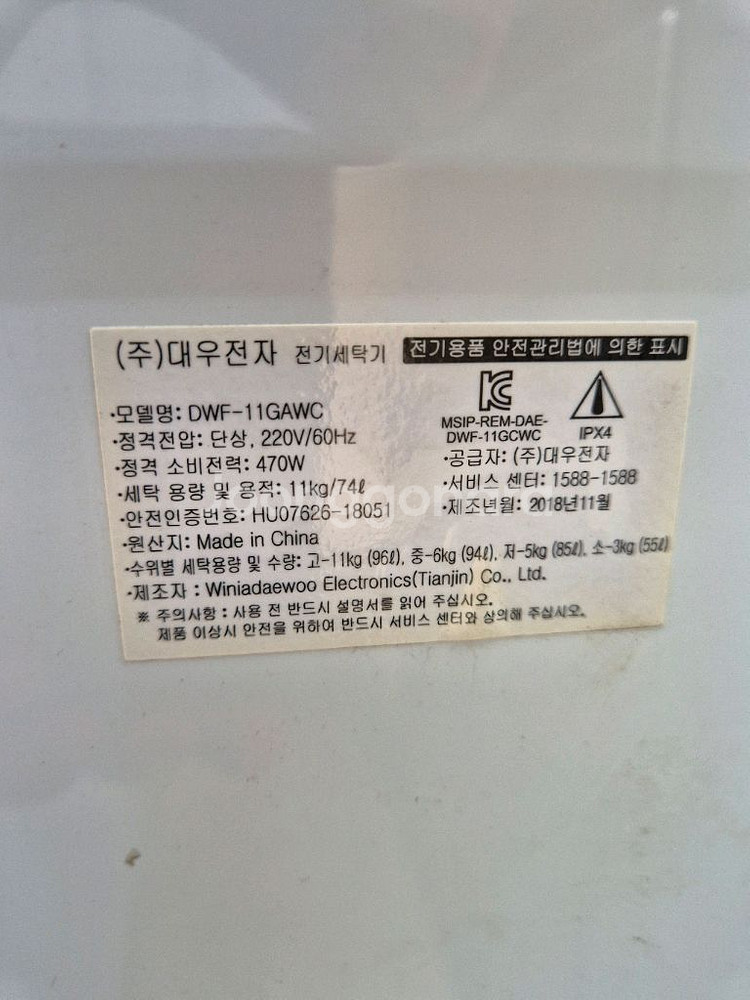 (주)대우전자 전기세탁기 전기용품 안전관리법에 의한 표시
·모델명: DWF-11GAWC
·정격전압: 단상, 220V/60Hz
·정격 소비전력: 470W
·세탁 용량 및 용적: 11kg/74ℓ
·안전인증번호: HU07626-18051
·원산지: Made in China
MSIP-REM-DAE-
DWF-11GCWC
IPX4
·공급자: (주)대우전자
·서비스 센터: 1588-1588
·제조년월: 2018년11월
·수위별 세탁용량 및 수량: 고-11kg (96ℓ), 중-6kg (94ℓ), 저-5kg (85ℓ), 소-3kg (55ℓ)
·제조자 : Winiadaewoo Electronics(Tianjin) Co., Ltd.
※ 주의사항 : 사용 전 반드시 설명서를 읽어 주십시오.
제품 이상시 안전을 위하여 반드시 서비스 센터와 상의해 주십시오.